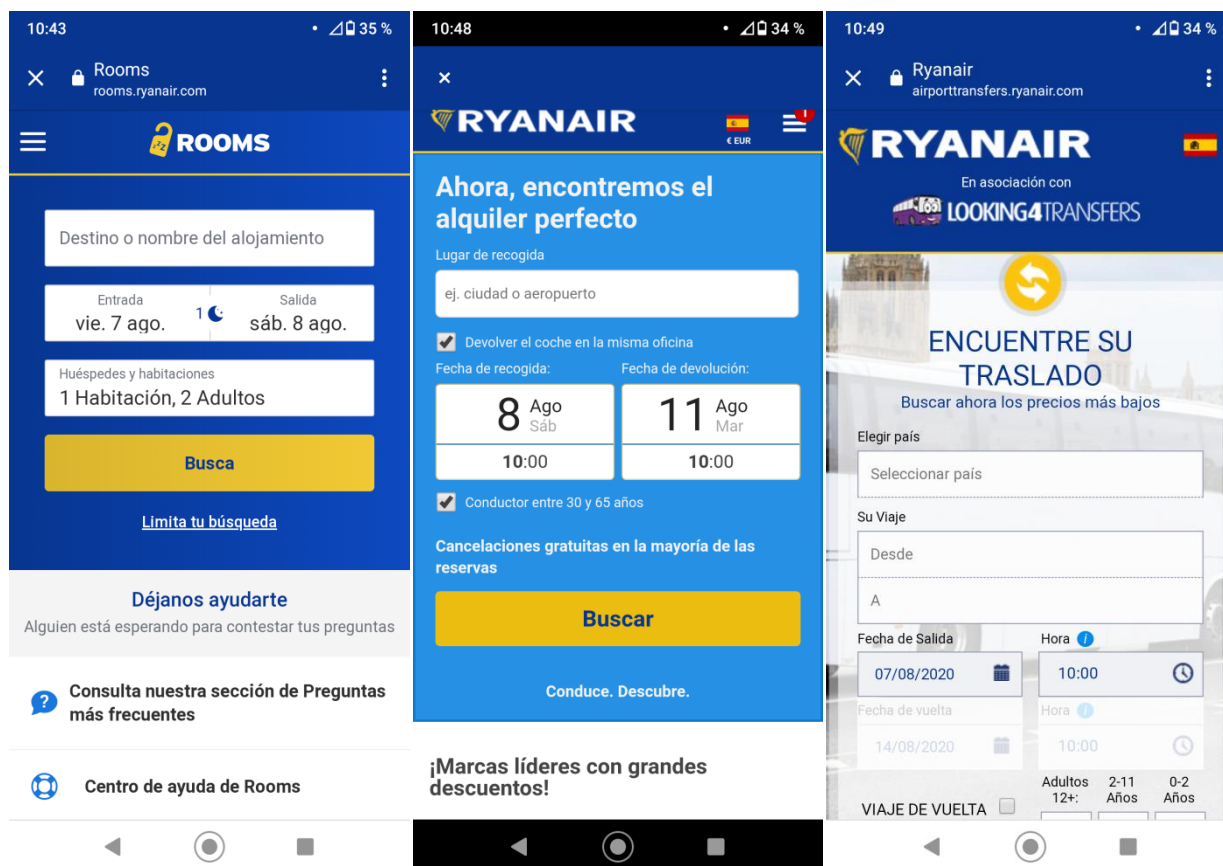 10:43
35 %
Rooms
rooms.ryanair.com
ROOMS
Destino o nombre del alojamiento
Entrada
Salida
vie. 7 ago.
1
sáb. 8 ago.
Huéspedes y habitaciones
1 Habitación, 2 Adultos
Busca
Limita tu búsqueda
Déjanos ayudarte
Alguien está esperando para contestar tus preguntas
Consulta nuestra sección de Preguntas
más frecuentes
Centro de ayuda de Rooms
10:48
34 %
RYANAIR
€ EUR
1
Ahora, encontremos el
alquiler perfecto
Lugar de recogida
ej. ciudad o aeropuerto
Devolver el coche en la misma oficina
Fecha de recogida:
Fecha de devolución:
8 Ago
Sáb
11 Ago
Mar
10:00
10:00
Conductor entre 30 y 65 años
Cancelaciones gratuitas en la mayoría de las
reservas
Buscar
Conduce. Descubre.
¡Marcas líderes con grandes
descuentos!
10:49
34 %
Ryanair
airporttransfers.ryanair.com
RYANAIR
En asociación con
LOOKING4TRANSFERS
ENCUENTRE SU
TRASLADO
Buscar ahora los precios más bajos
Elegir país
Seleccionar país
Su Viaje
Desde
A
Fecha de Salida
Hora
07/08/2020
10:00
Fecha de vuelta
Hora
14/08/2020
10:00
Adultos 2-11 0-2
12+: Años Años
VIAJE DE VUELTA